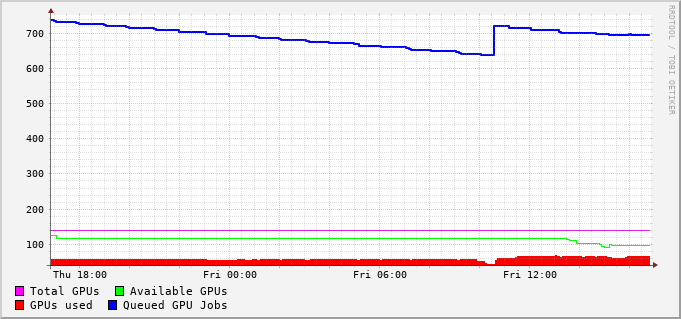 700
600
500
400
300
200
100
Thu 18:00 Fri 00:00 Fri 06:00 Fri 12:00
Total GPUs Available GPUs
GPUs used Queued GPU Jobs
RRDTOOL / TOBI OETIKER